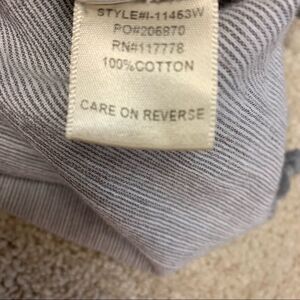 STYLE#I-11453W
PO#206870
RN#117778
100%COTTON
CARE ON REVERSE